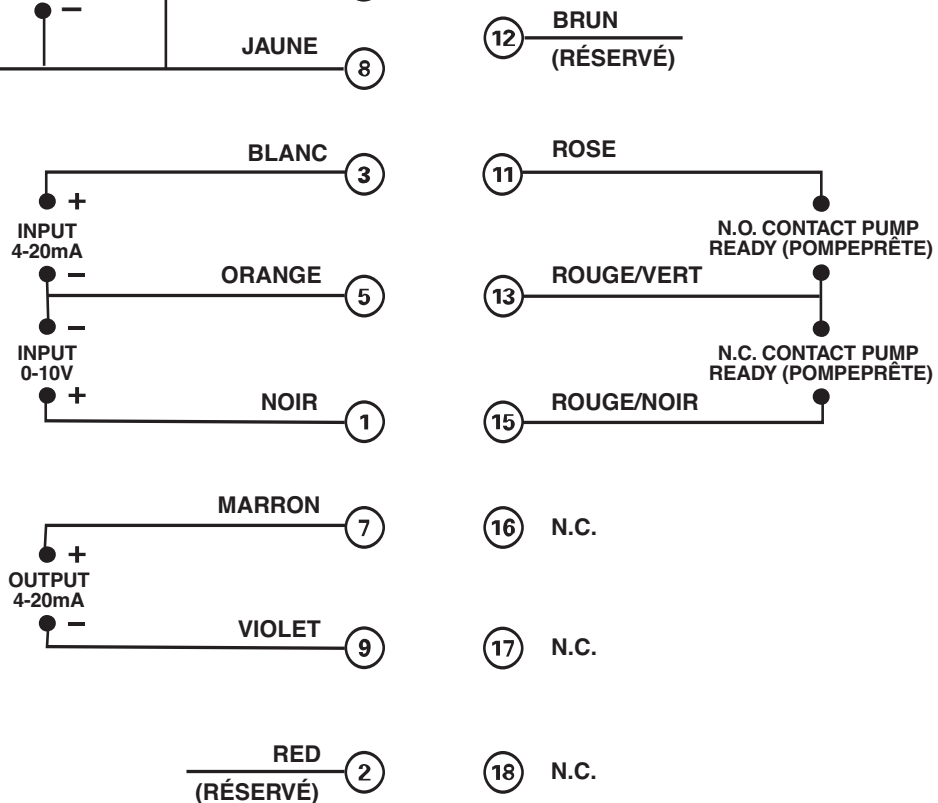 −
JAUNE
8
12
BRUN
(RÉSERVÉ)
BLANC
3
+
INPUT
4-20mA
−
ORANGE
5
−
INPUT
0-10V
+
NOIR
1
11
ROSE
N.O. CONTACT PUMP
READY (POMPEPRÊTE)
13
ROUGE/VERT
N.C. CONTACT PUMP
READY (POMPEPRÊTE)
15
ROUGE/NOIR
MARRON
7
+
OUTPUT
4-20mA
−
VIOLET
9
16 N.C.
17 N.C.
RED
2
(RÉSERVÉ)
18 N.C.